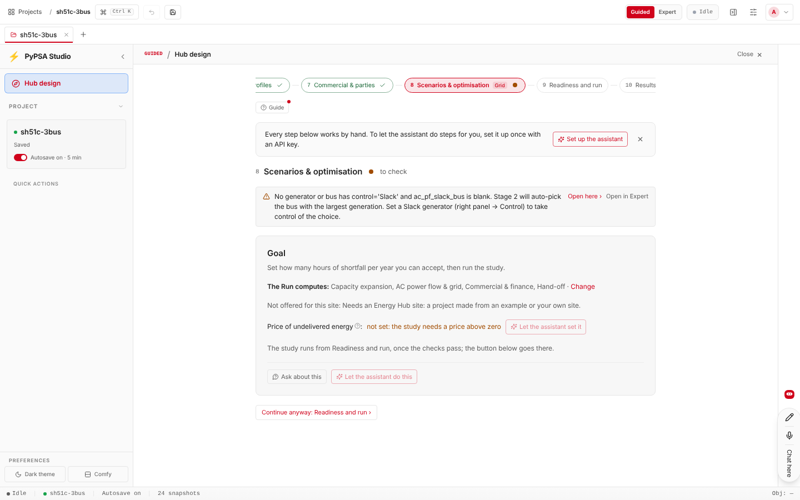 Projects / sh51c-3bus Ctrl K Guided Expert Idle A
sh51c-3bus
PyPSA Studio
GUIDED / Hub design Close
Hub design
PROJECT
sh51c-3bus
Saved
Autosave on · 5 min
QUICK ACTIONS
ofiles 7 Commercial & parties 8 Scenarios & optimisation Grid 9 Readiness and run 10 Results
Guide
Every step below works by hand. To let the assistant do steps for you, set it up once with
an API key.
Set up the assistant
8 Scenarios & optimisation to check
No generator or bus has control='Slack' and ac_pf_slack_bus is blank. Stage 2 will auto-pick
the bus with the largest generation. Set a Slack generator (right panel → Control) to take
control of the choice.
Open here › Open in Expert
Goal
Set how many hours of shortfall per year you can accept, then run the study.
The Run computes: Capacity expansion, AC power flow & grid, Commercial & finance, Hand-off · Change
Not offered for this site: Needs an Energy Hub site: a project made from an example or your own site.
Price of undelivered energy not set: the study needs a price above zero Let the assistant set it
The study runs from Readiness and run, once the checks pass; the button below goes there.
Ask about this Let the assistant do this
Continue anyway: Readiness and run ›
Chat here
PREFERENCES
Dark theme Comfy
Idle sh51c-3bus Autosave on 24 snapshots Obj: —